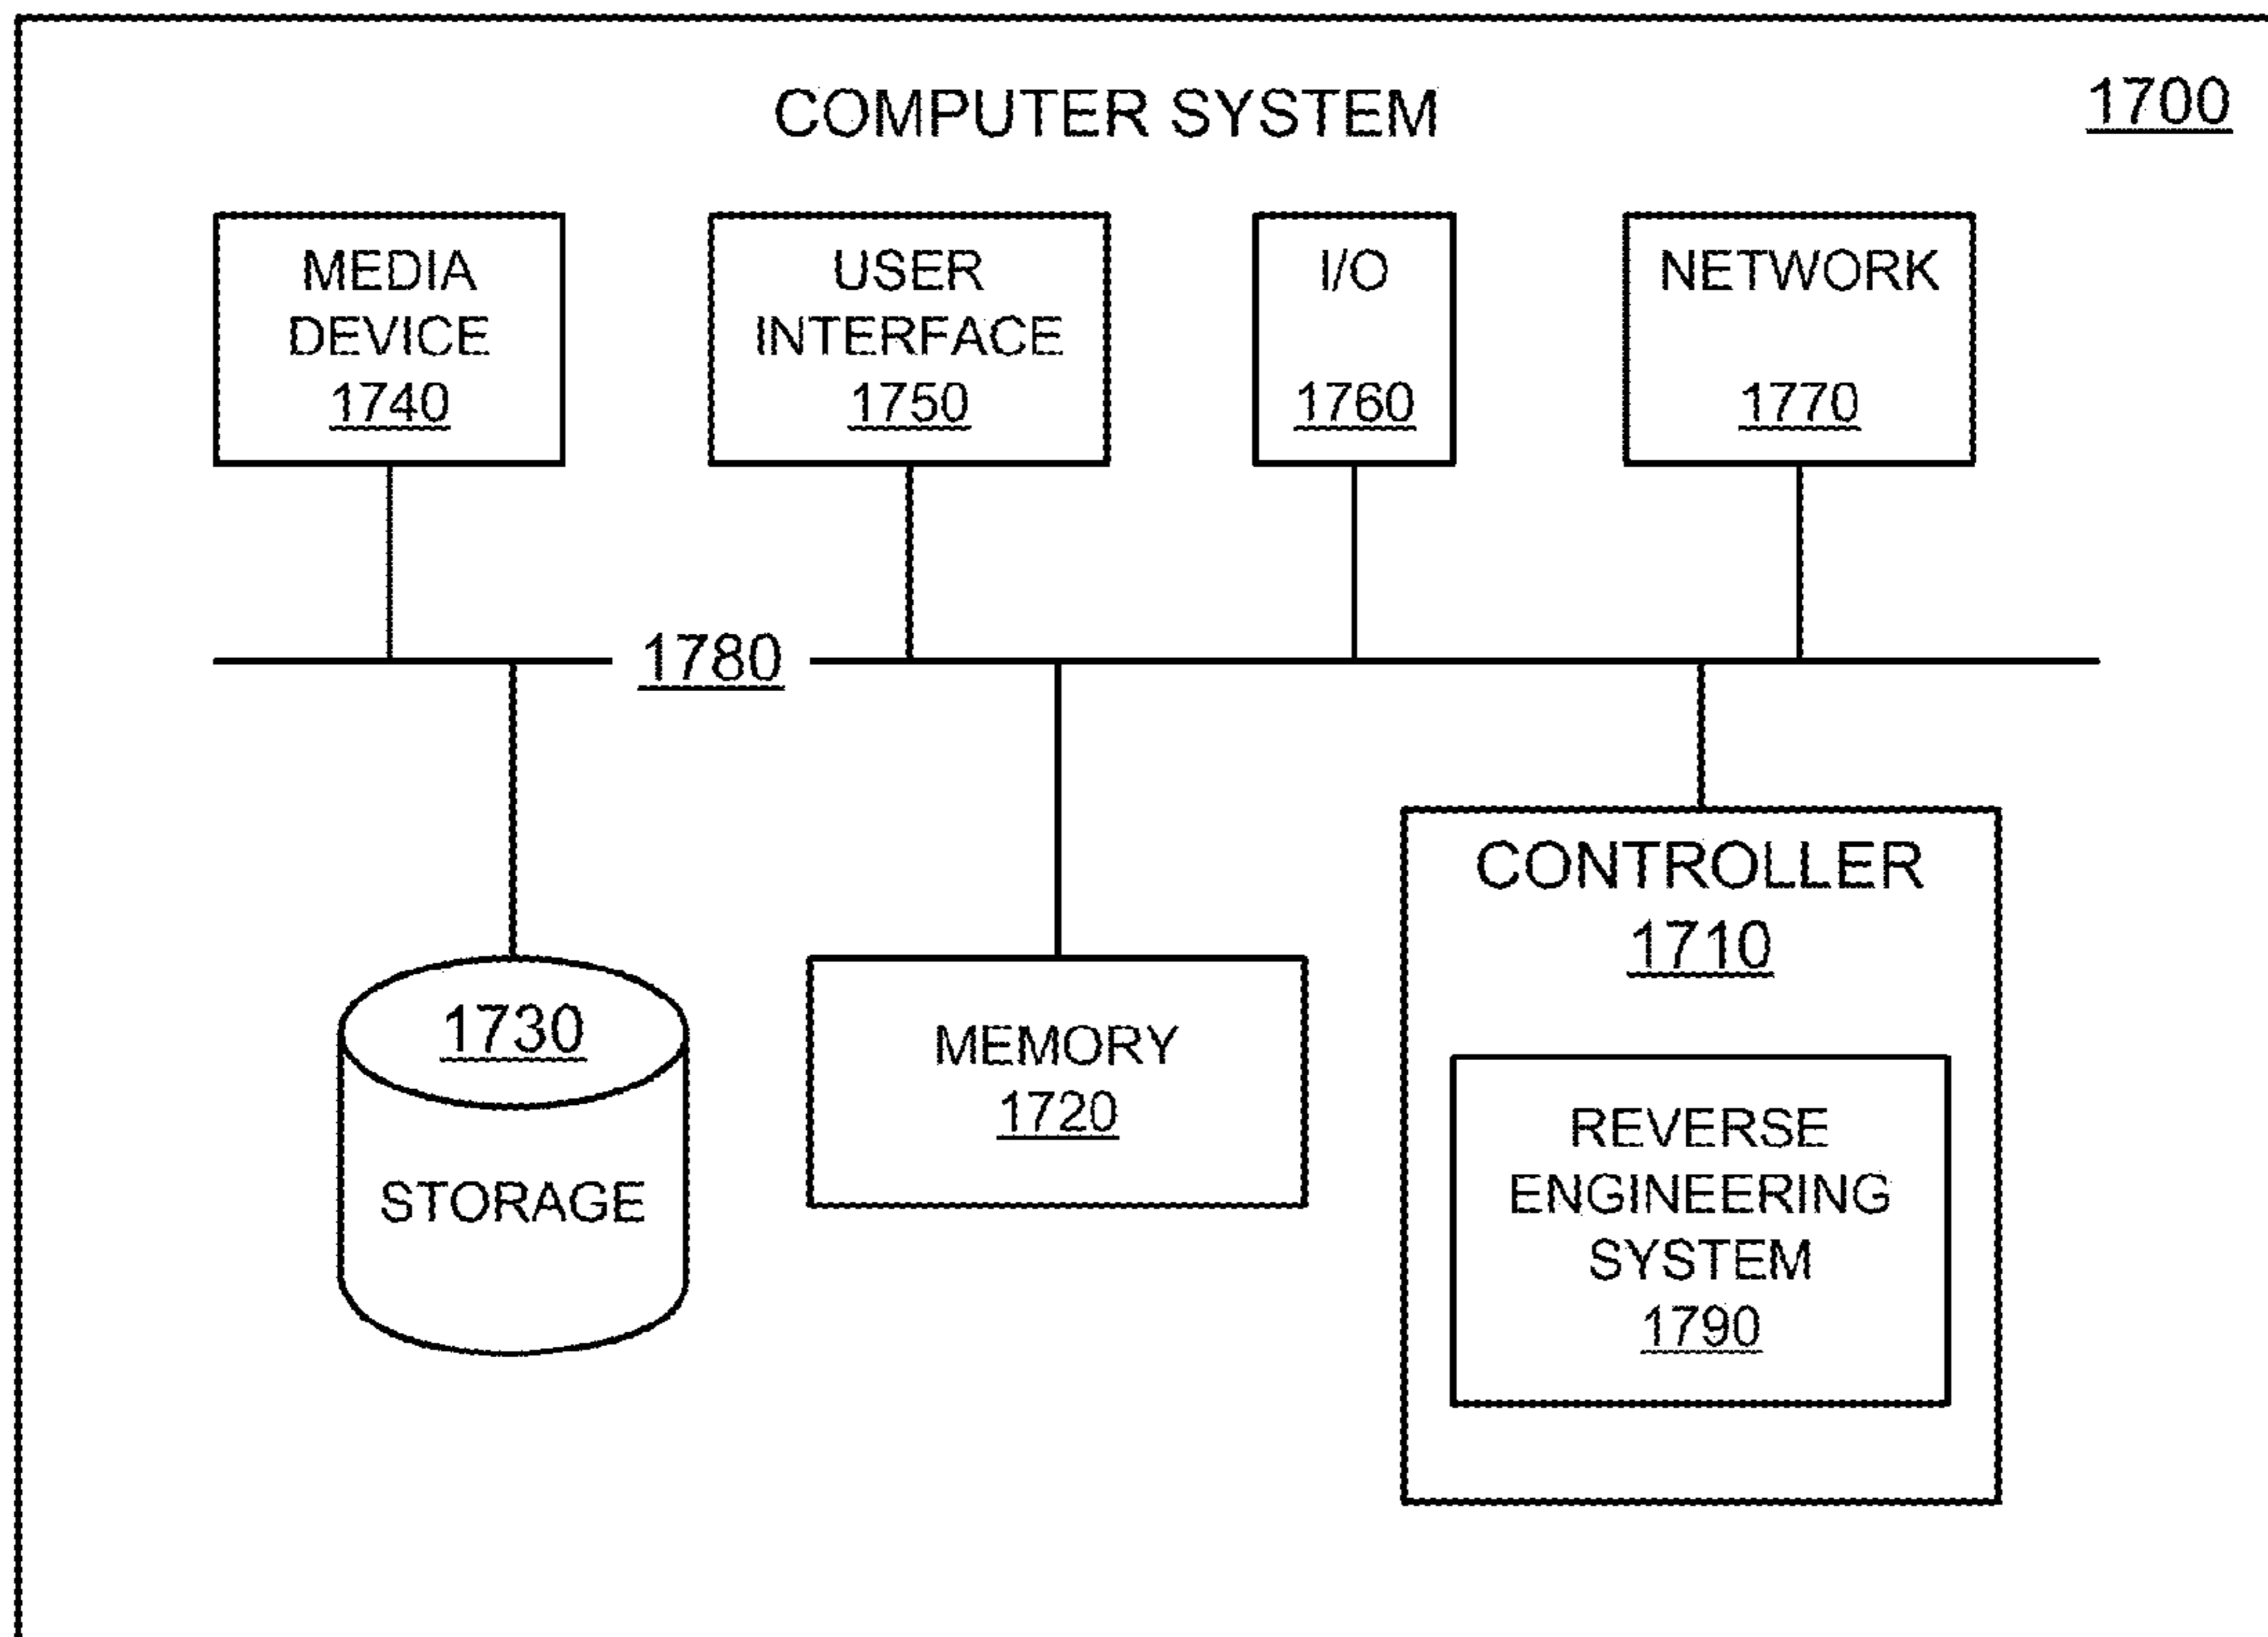 COMPUTER SYSTEM
1700
MEDIA
DEVICE
1740
USER
INTERFACE
1750
I/O
1760
NETWORK
1770
1780
1730
STORAGE
MEMORY
1720
CONTROLLER
1710
REVERSE
ENGINEERING
SYSTEM
1790